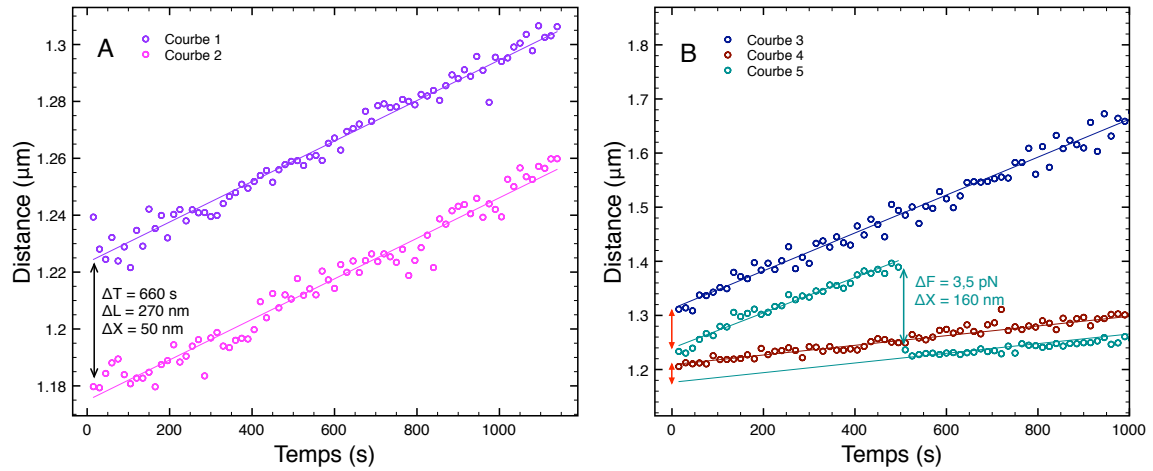 A
Courbe 1
Courbe 2
1.3
1.28
1.26
1.24
1.22
1.2
1.18
ΔT = 660 s
ΔL = 270 nm
ΔX = 50 nm
0
200
400
600
800
1000
Distance (μm)
Temps (s)
B
Courbe 3
Courbe 4
Courbe 5
1.8
1.7
1.6
1.5
1.4
1.3
1.2
ΔF = 3,5 pN
ΔX = 160 nm
0
200
400
600
800
1000
Distance (μm)
Temps (s)